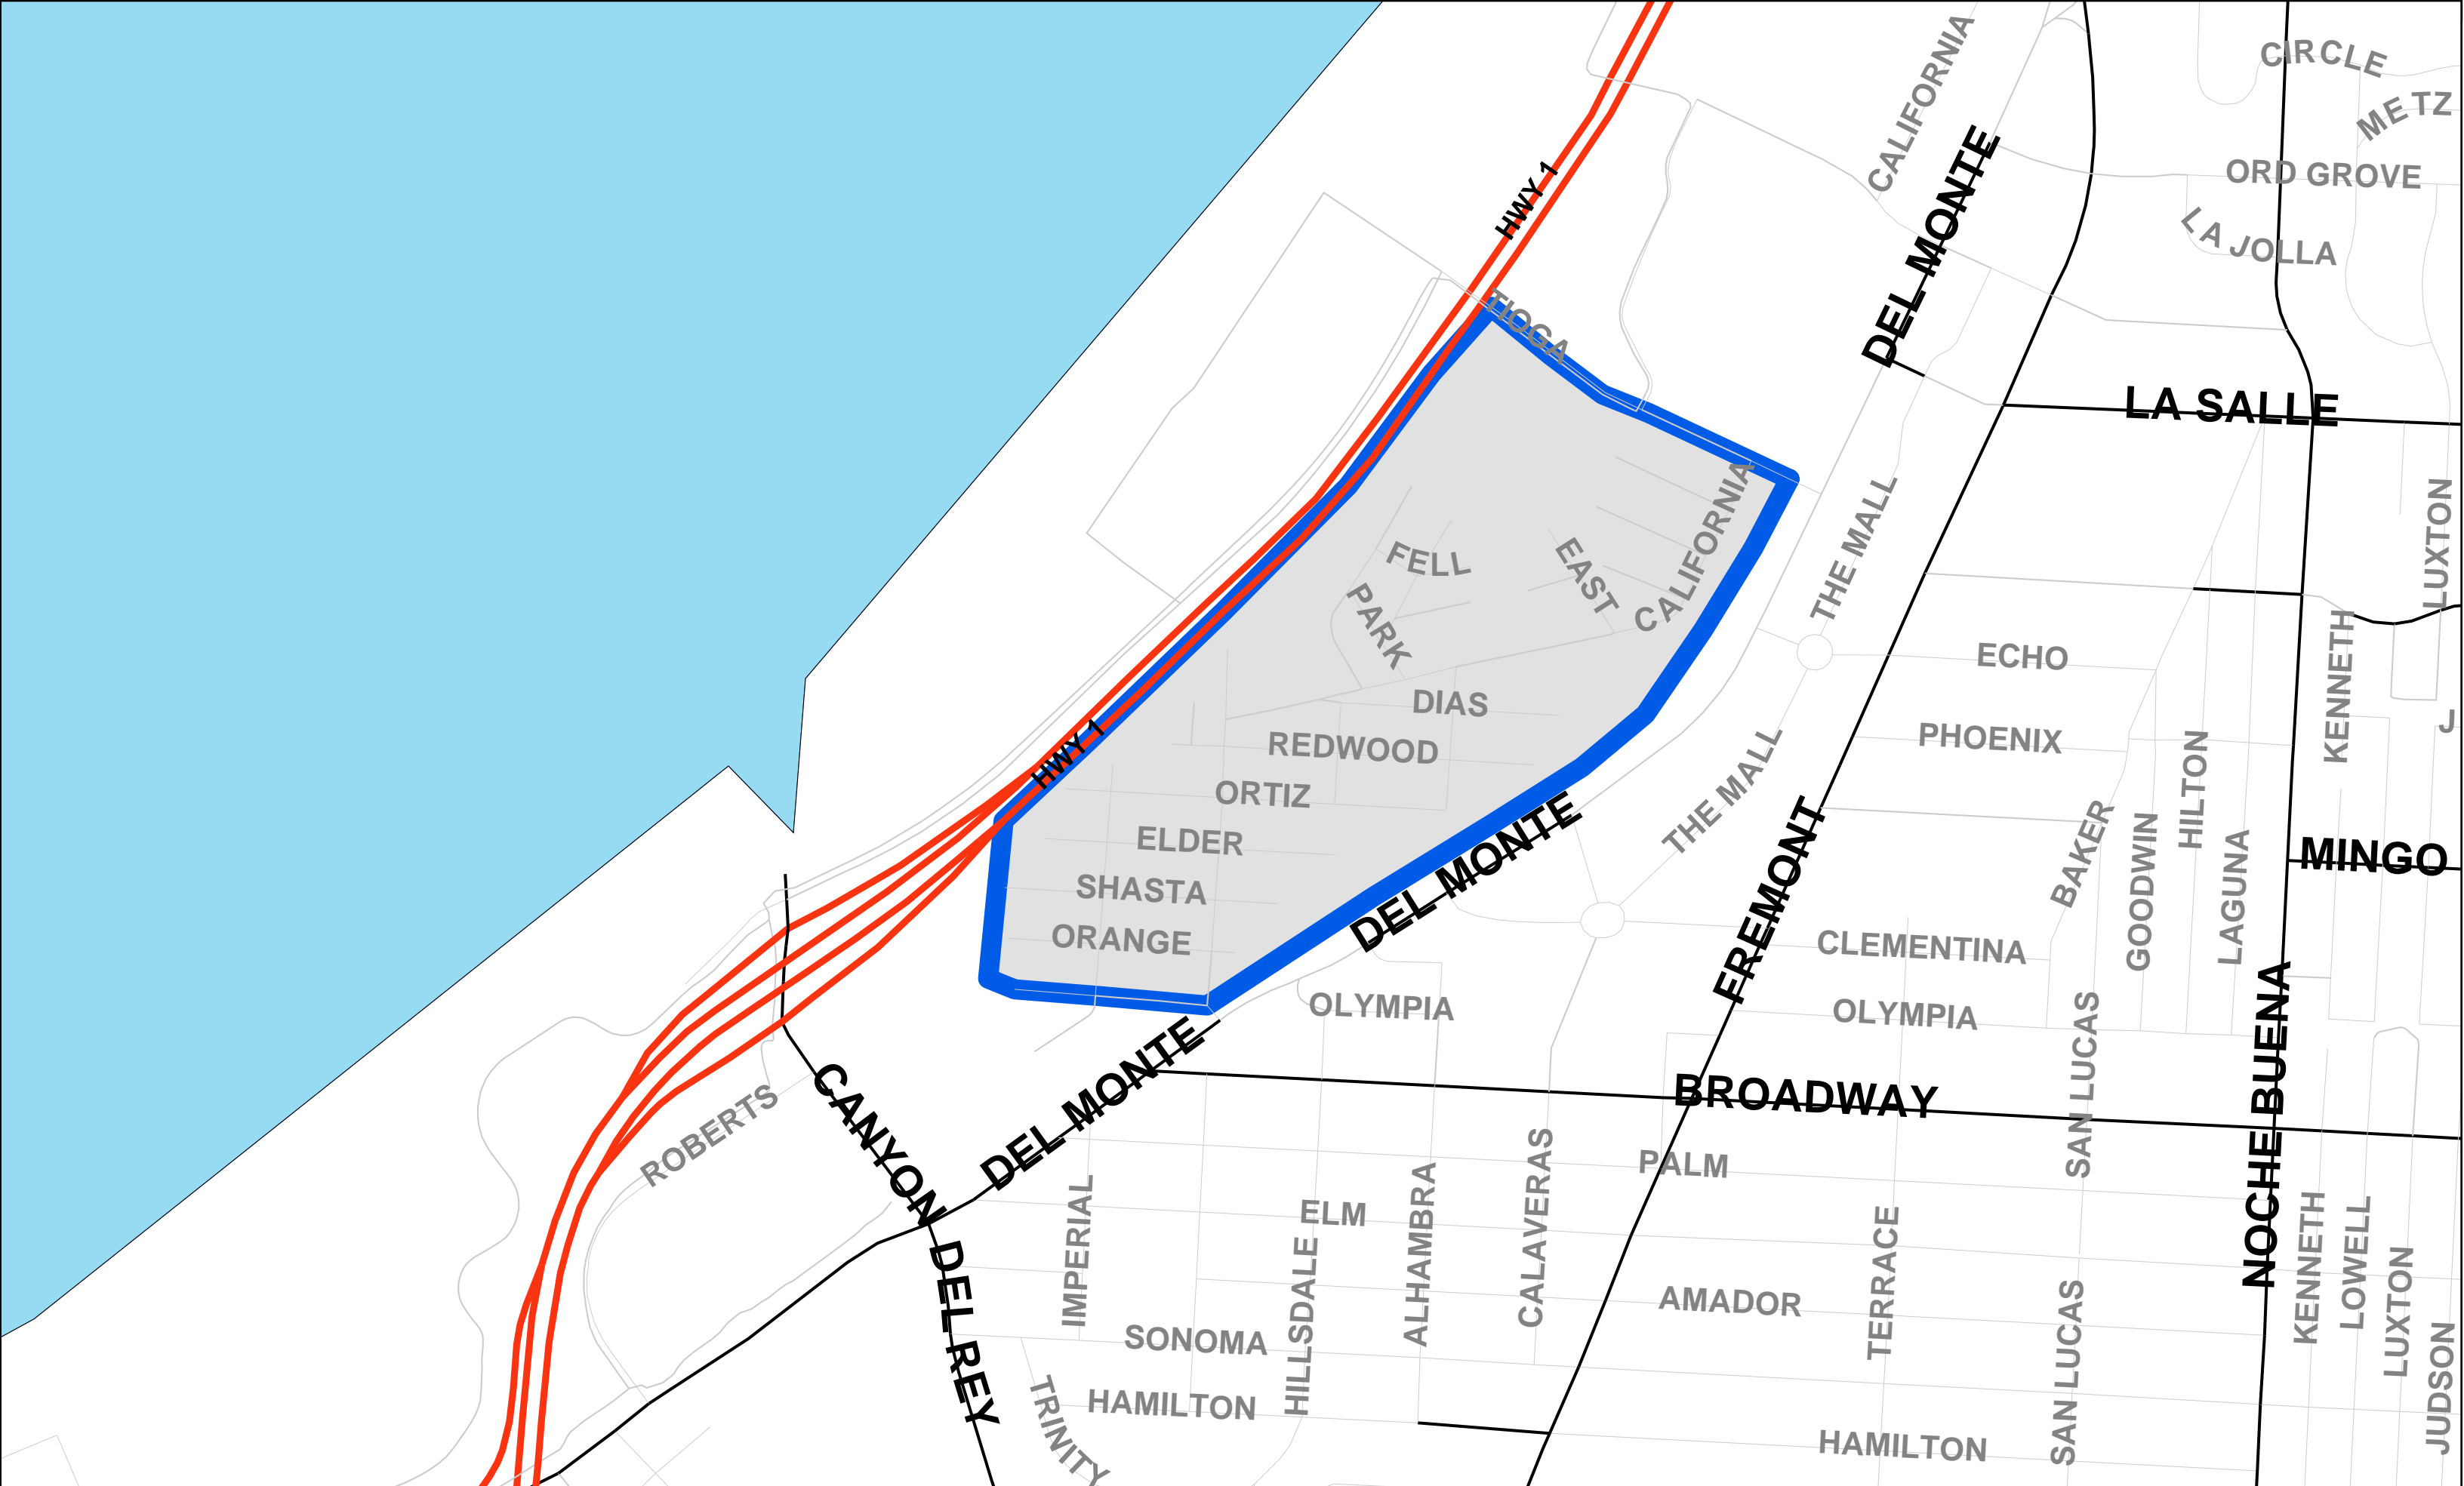 CALIFORNIA
CIRCLE
METZ
ORD GROVE
LA JOLLA
HWY 1
DEL MONTE
TIOGA
LA SALLE
LUXTON
THE MALL
CALIFORNIA
EAST
FELL
PARK
KENNETH
ECHO
DIAS
J
PHOENIX
REDWOOD
HWY 1
THE MALL
ORTIZ
HILTON
ELDER
DEL MONTE
FREMONT
BAKER
GOODWIN
LAGUNA
MINGO
SHASTA
ORANGE
CLEMENTINA
OLYMPIA
OLYMPIA
SAN LUCAS
NOCHE BUENA
BROADWAY
ROBERTS
CANYON DEL REY
DEL MONTE
PALM
IMPERIAL
ELM
HILLSDALE
ALHAMBRA
CALAVERAS
TERRACE
AMADOR
SAN LUCAS
KENNETH
LOWELL
LUXTON
JUDSON
SONOMA
HAMILTON
TRINITY
HAMILTON